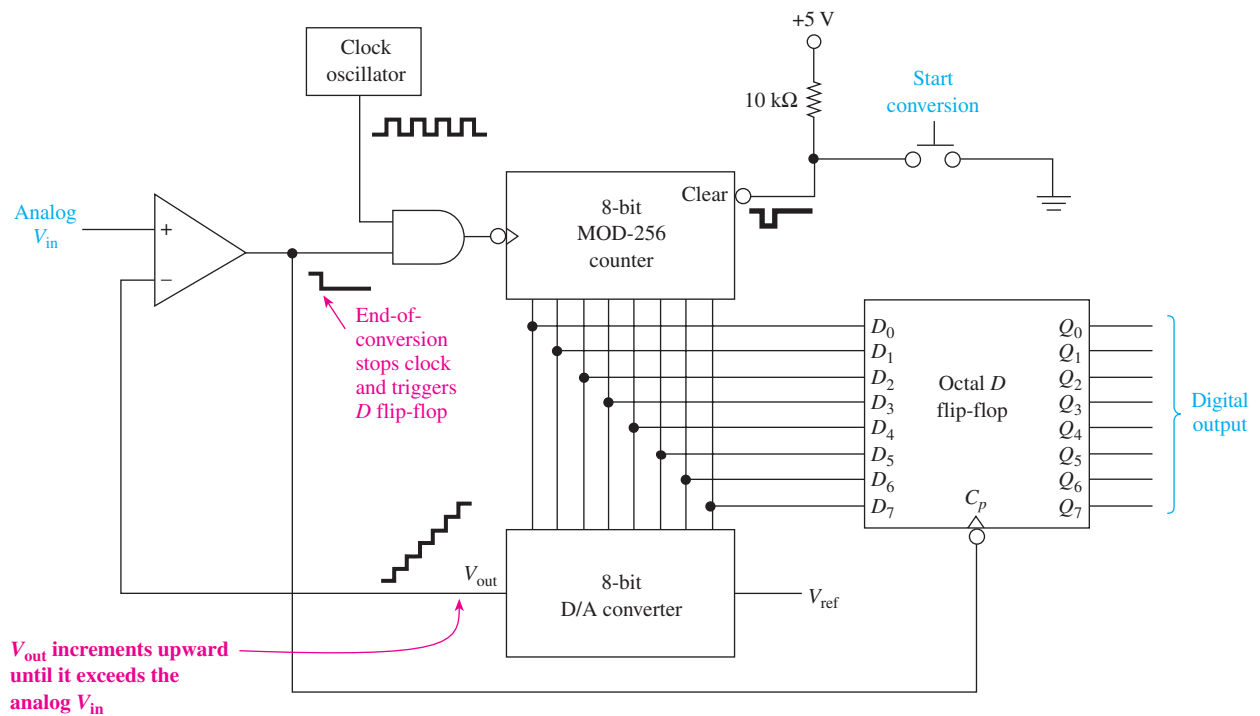 +5 V
Clock
oscillator
10 kΩ
Start
conversion
Analog
V_in
+
−
8-bit
MOD-256
counter
Clear
End-of-
conversion
stops clock
and triggers
D flip-flop
D_0
D_1
D_2
D_3
D_4
D_5
D_6
D_7
Octal D
flip-flop
C_p
Q_0
Q_1
Q_2
Q_3
Q_4
Q_5
Q_6
Q_7
Digital
output
V_out
8-bit
D/A converter
V_ref
V_out increments upward
until it exceeds the
analog V_in